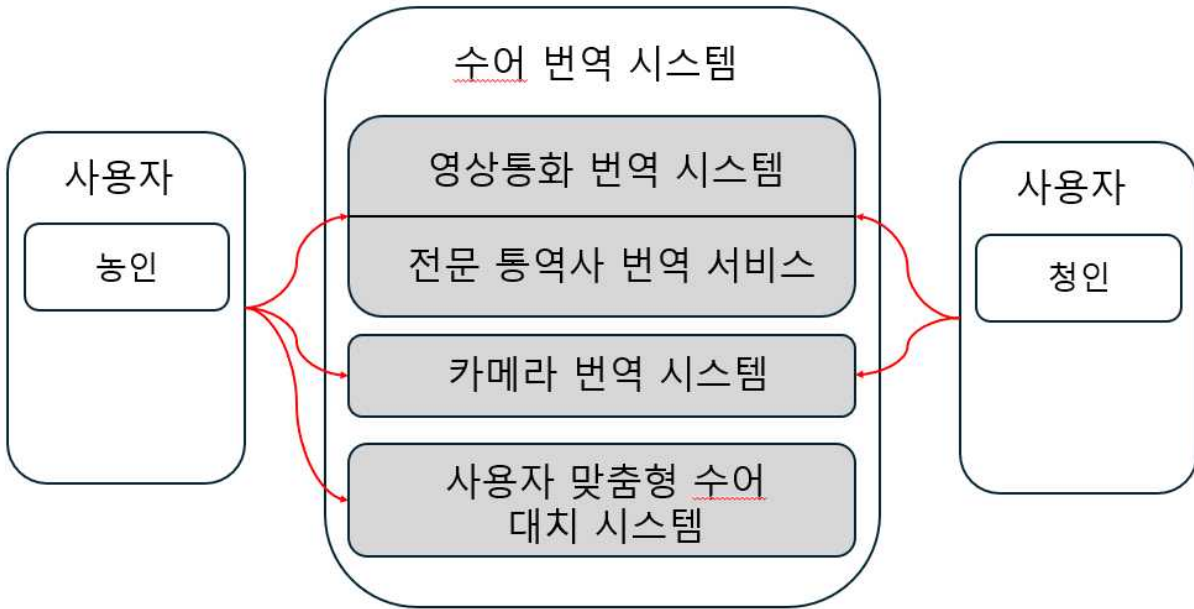 수어 번역 시스템
사용자
농인
영상통화 번역 시스템
전문 통역사 번역 서비스
카메라 번역 시스템
사용자 맞춤형 수어
대치 시스템
사용자
청인